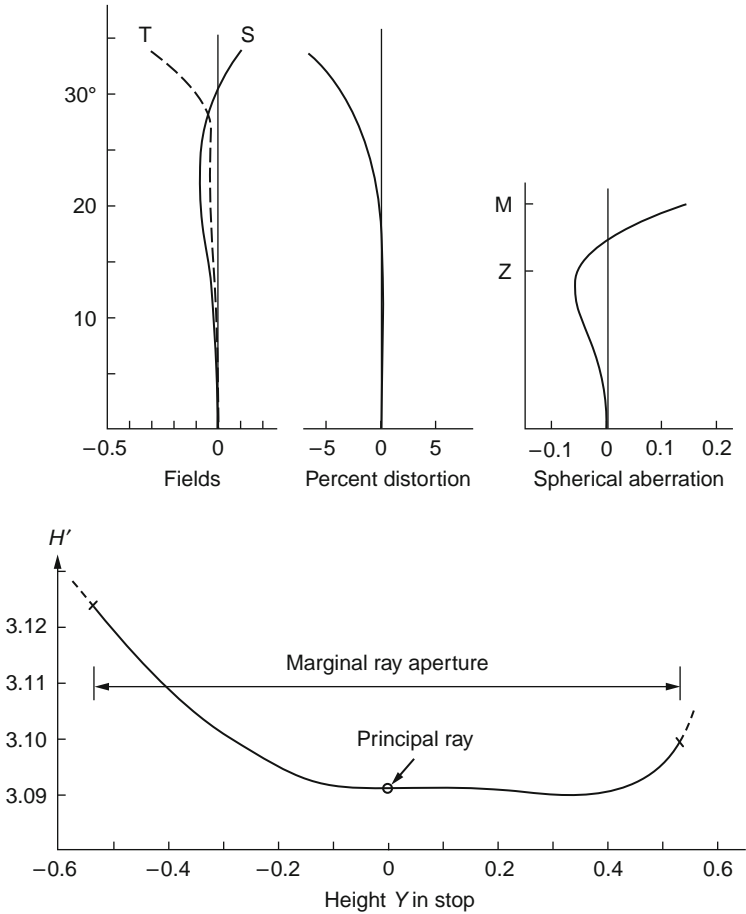 T S
30°
20
10
−0.5 0
Fields
−5 0 5
Percent distortion
M
Z
−0.1 0 0.1 0.2
Spherical aberration
H′
3.12
3.11
3.10
3.09
Marginal ray aperture
Principal ray
−0.6 −0.4 −0.2 0 0.2 0.4 0.6
Height Y in stop